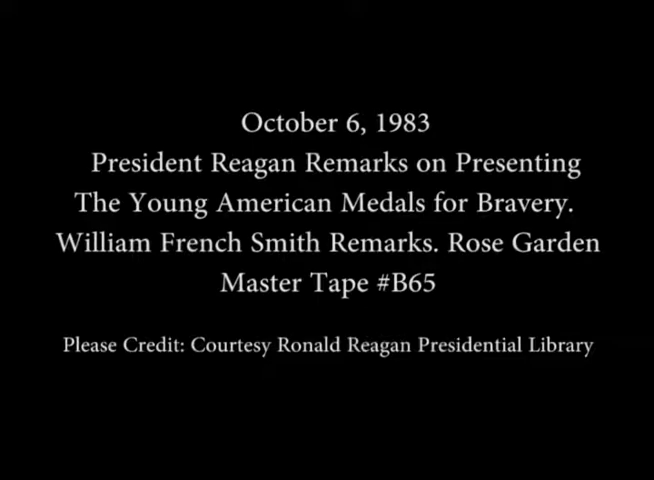 October 6, 1983
President Reagan Remarks on Presenting
The Young American Medals for Bravery.
William French Smith Remarks. Rose Garden
Master Tape #B65
Please Credit: Courtesy Ronald Reagan Presidential Library